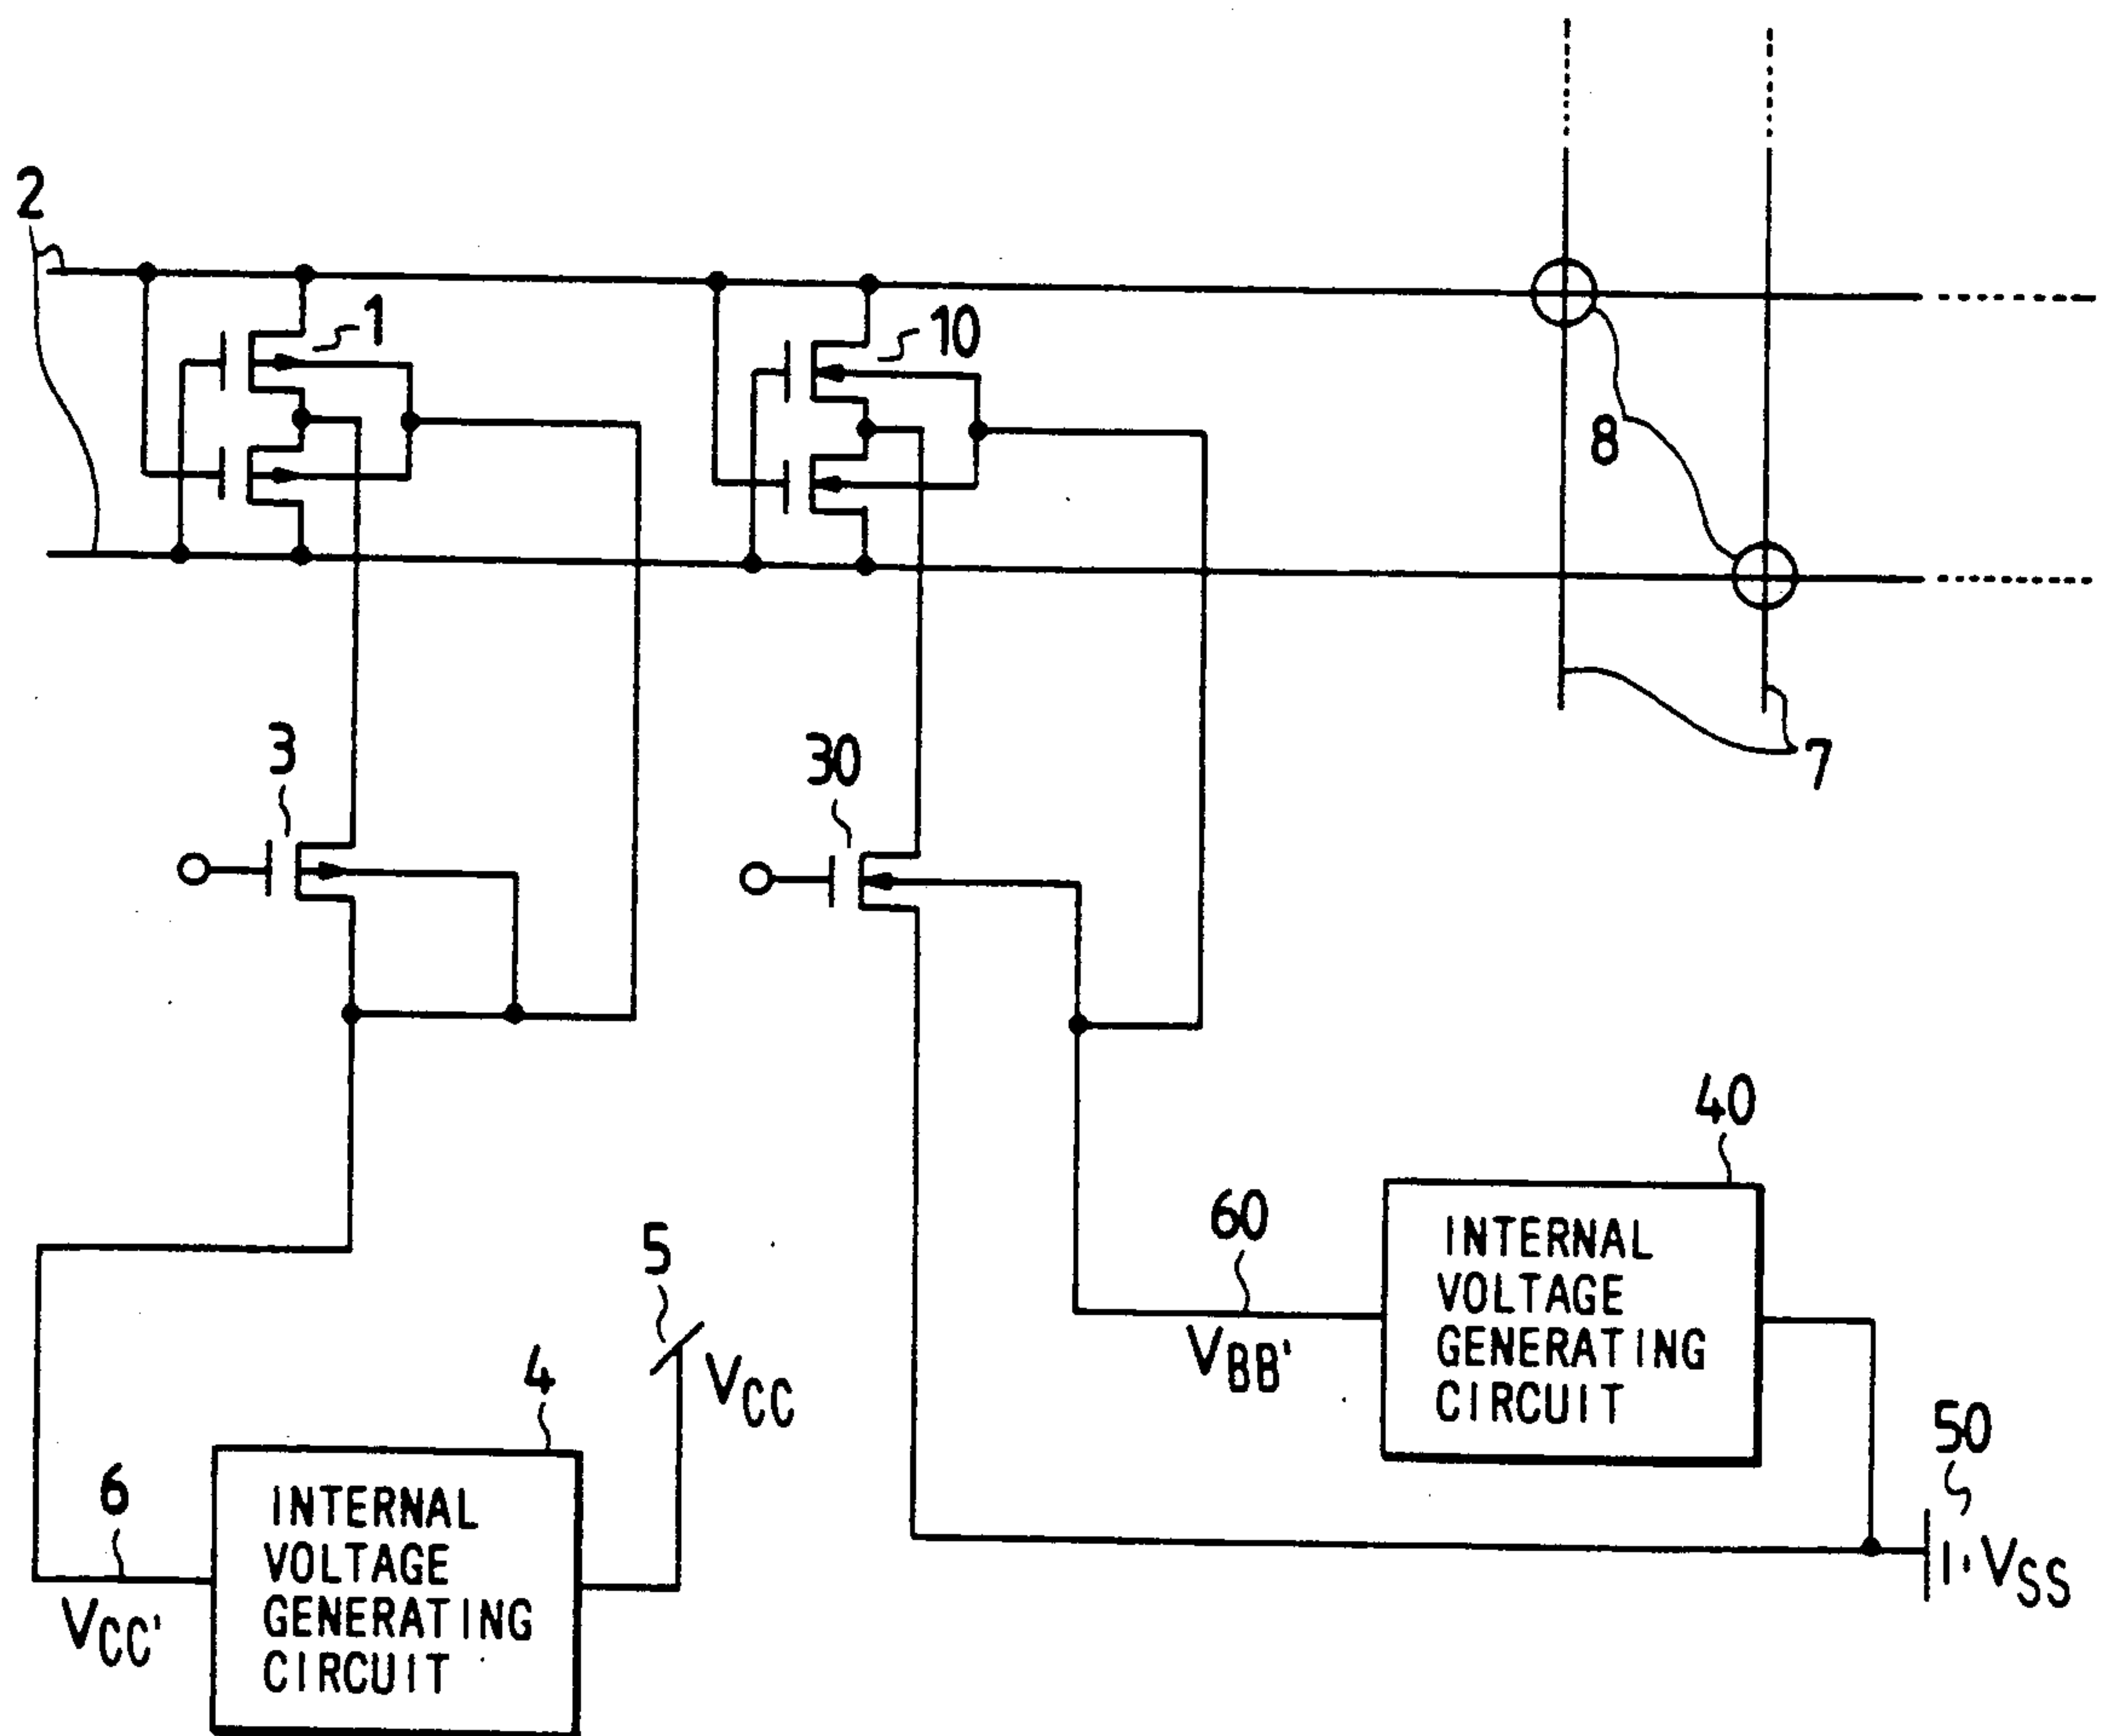 2
1
10
8
7
3
30
40
60
INTERNAL
VOLTAGE
GENERATING
CIRCUIT
VBB'
5
VCC
4
50
VSS
6
INTERNAL
VOLTAGE
GENERATING
CIRCUIT
VCC'